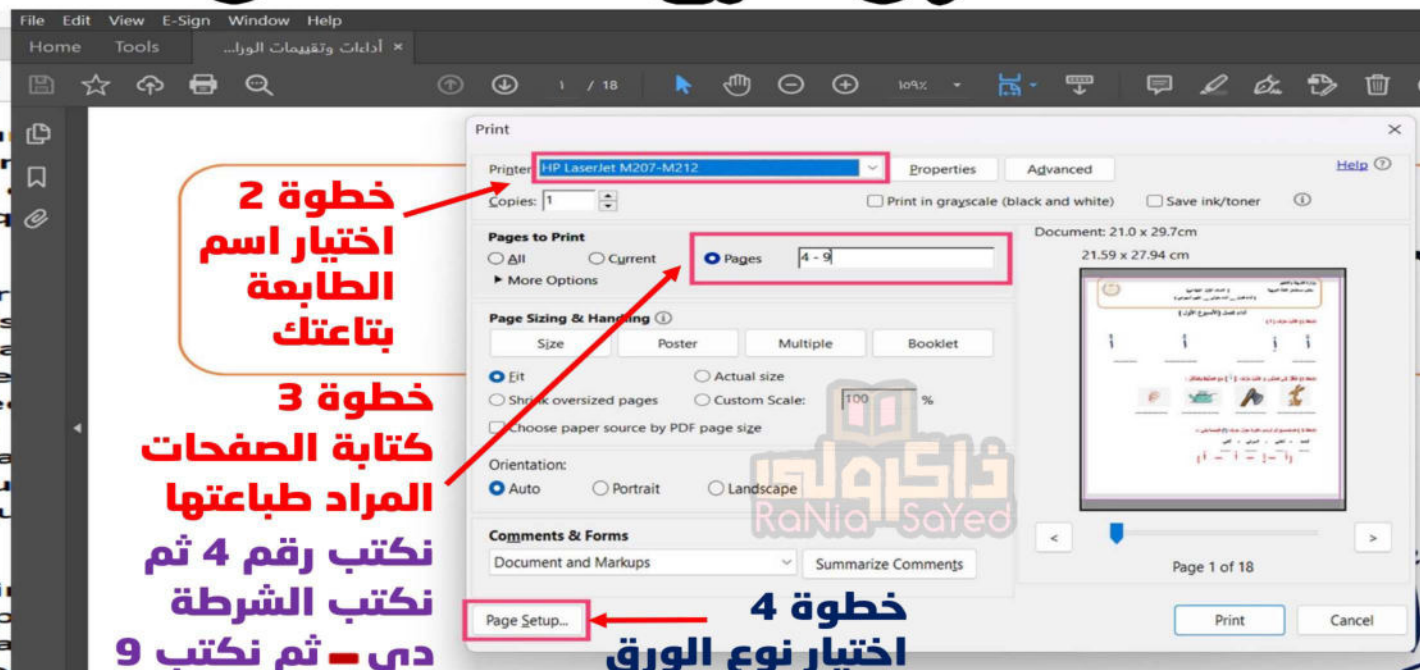 File Edit View E-Sign Window Help
Home Tools أداءات وتقييمات الورا... ×
١ / 18 ١٠٩٪
Print
Printer: HP LaserJet M207-M212 Properties Advanced Help
Copies: 1 Print in grayscale (black and white) Save ink/toner
Pages to Print
All Current Pages 4 - 9
More Options
Page Sizing & Handling
Size Poster Multiple Booklet
Fit Actual size
Shrink oversized pages Custom Scale: 100 %
Choose paper source by PDF page size
Orientation:
Auto Portrait Landscape
Comments & Forms
Document and Markups Summarize Comments
Page Setup...
Document: 21.0 x 29.7cm
21.59 x 27.94 cm
Page 1 of 18
Print Cancel
خطوة 2
اختيار اسم
الطابعة
بتاعتك
خطوة 3
كتابة الصفحات
المراد طباعتها
نكتب رقم 4 ثم
نكتب الشرطة
دي - ثم نكتب 9
خطوة 4
اختيار نوع الورق
ذاكرولى
RaNia SaYed